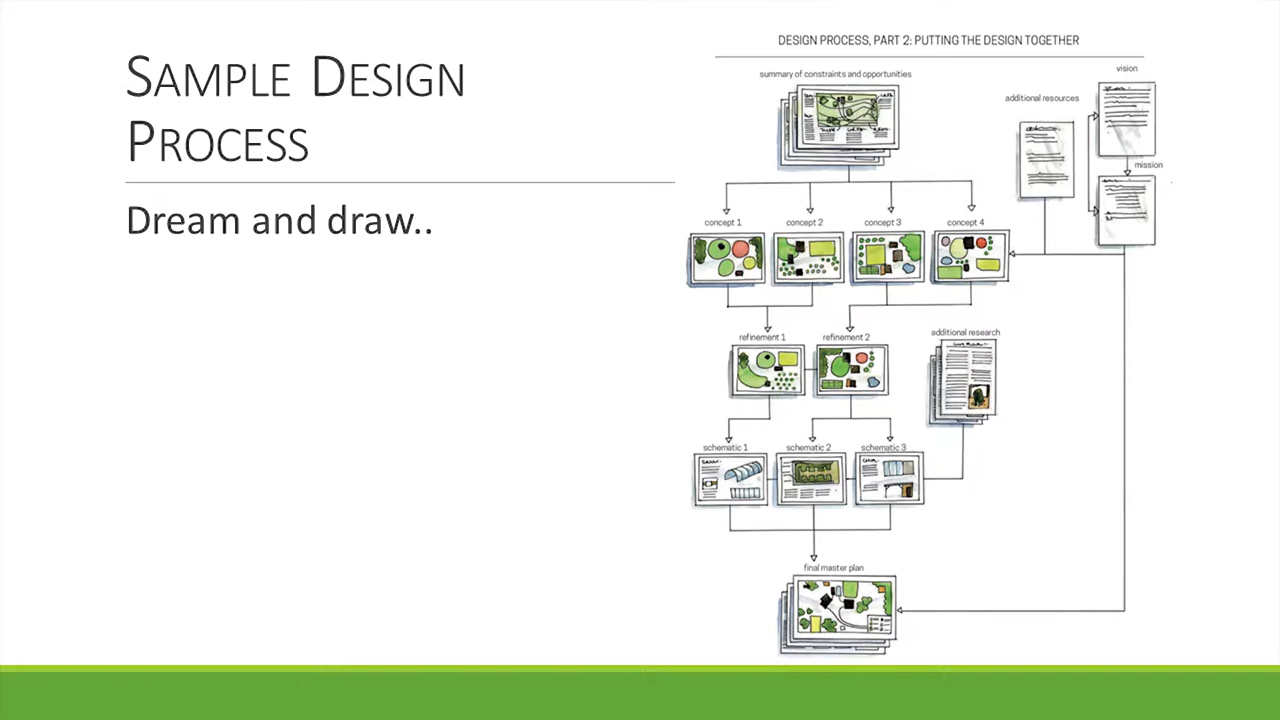 SAMPLE DESIGN
PROCESS
Dream and draw..
DESIGN PROCESS, PART 2: PUTTING THE DESIGN TOGETHER
summary of constraints and opportunities
vision
additional resources
mission
concept 1
concept 2
concept 3
concept 4
refinement 1
refinement 2
additional research
schematic 1
schematic 2
schematic 3
final master plan